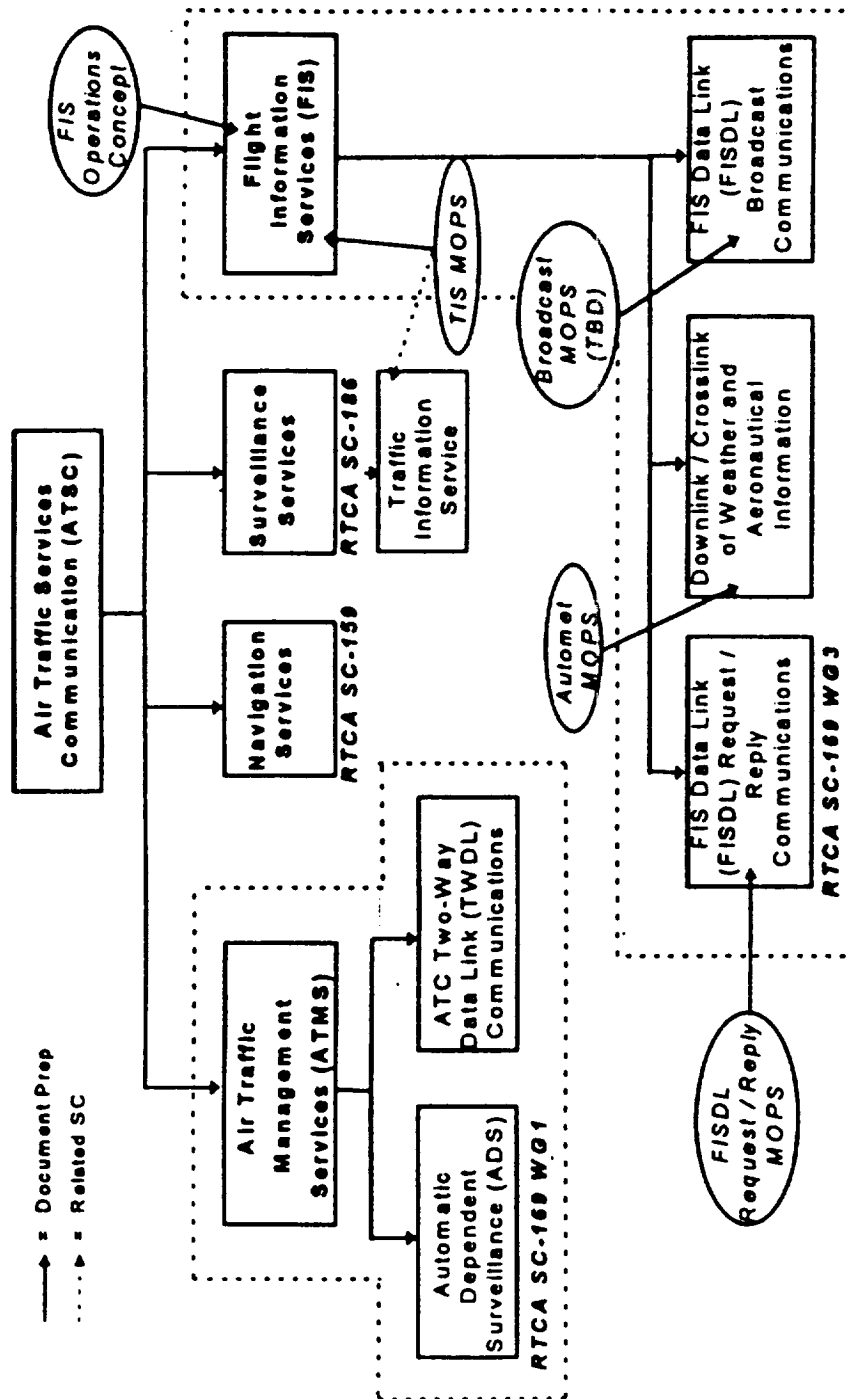 = Document Prep
= Related SC
Air Traffic Services
Communication (ATSC)
FIS
Operations
Concept
Air Traffic
Management
Services (ATMS)
Navigation
Services
RTCA SC-159
Surveillance
Services
RTCA SC-186
Flight
Information
Services (FIS)
Traffic
Information
Service
TIS MOPS
Automatic
Dependent
Surveillance (ADS)
ATC Two-Way
Data Link (TWDL)
Communications
RTCA SC-169 WG1
Automet
MOPS
Broadcast
MOPS
(TBD)
FISDL
Request / Reply
MOPS
FIS Data Link
(FISDL) Request /
Reply
Communications
RTCA SC-169 WG3
Downlink / Crosslink
of Weather and
Aeronautical
Information
FIS Data Link
(FISDL)
Broadcast
Communications